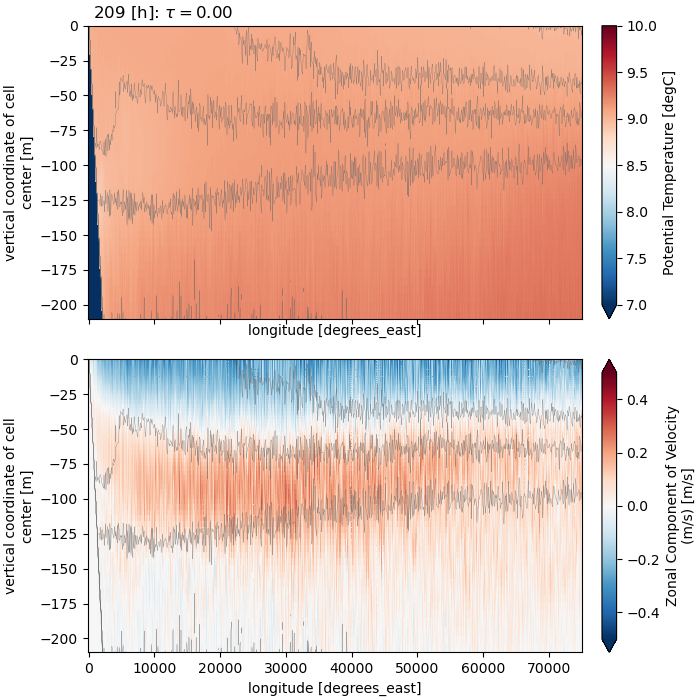 209 [h]: τ = 0.00
0
−25
−50
−75
−100
−125
−150
−175
−200
vertical coordinate of cell
center [m]
longitude [degrees_east]
10.0
9.5
9.0
8.5
8.0
7.5
7.0
Potential Temperature [degC]
0
−25
−50
−75
−100
−125
−150
−175
−200
vertical coordinate of cell
center [m]
0 10000 20000 30000 40000 50000 60000 70000
longitude [degrees_east]
0.4
0.2
0.0
−0.2
−0.4
Zonal Component of Velocity
(m/s) [m/s]